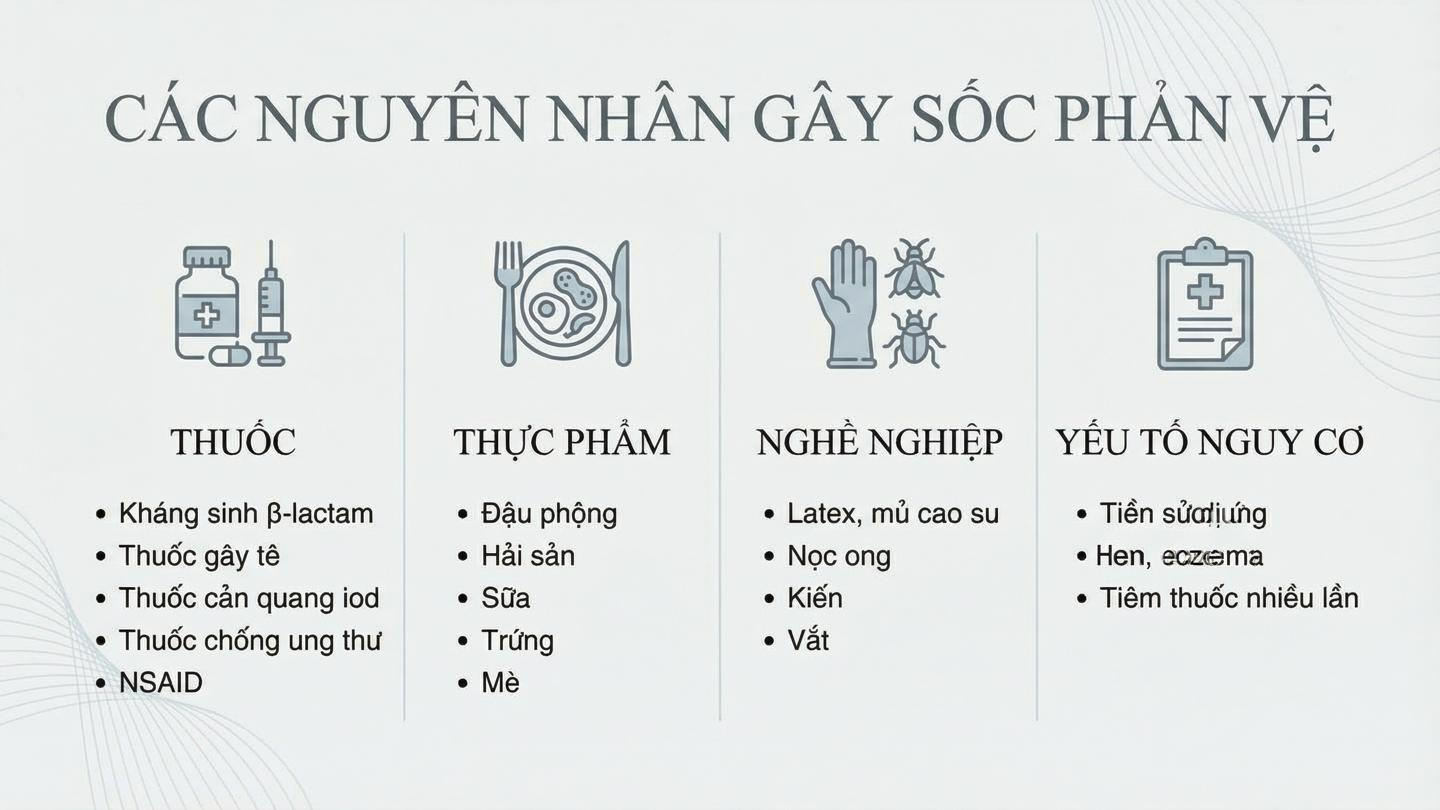 CÁC NGUYÊN NHÂN GÂY SỐC PHẢN VỆ
THUỐC
• Kháng sinh β-lactam
• Thuốc gây tê
• Thuốc cản quang iod
• Thuốc chống ung thư
• NSAID
THỰC PHẨM
• Đậu phộng
• Hải sản
• Sữa
• Trứng
• Mè
NGHỀ NGHIỆP
• Latex, mủ cao su
• Nọc ong
• Kiến
• Vắt
YẾU TỐ NGUY CƠ
• Tiền
• Hen, eczema
• Tiêm thuốc nhiều lần